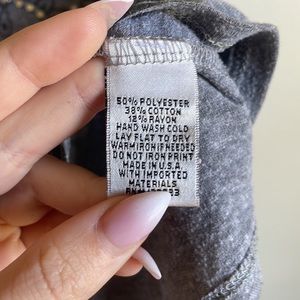 50% POLYESTER
38% COTTON
12% RAYON
HAND WASH COLD
LAY FLAT TO DRY
WARM IRON IF NEEDED
DO NOT IRON PRINT
MADE IN U.S.A.
WITH IMPORTED
MATERIALS